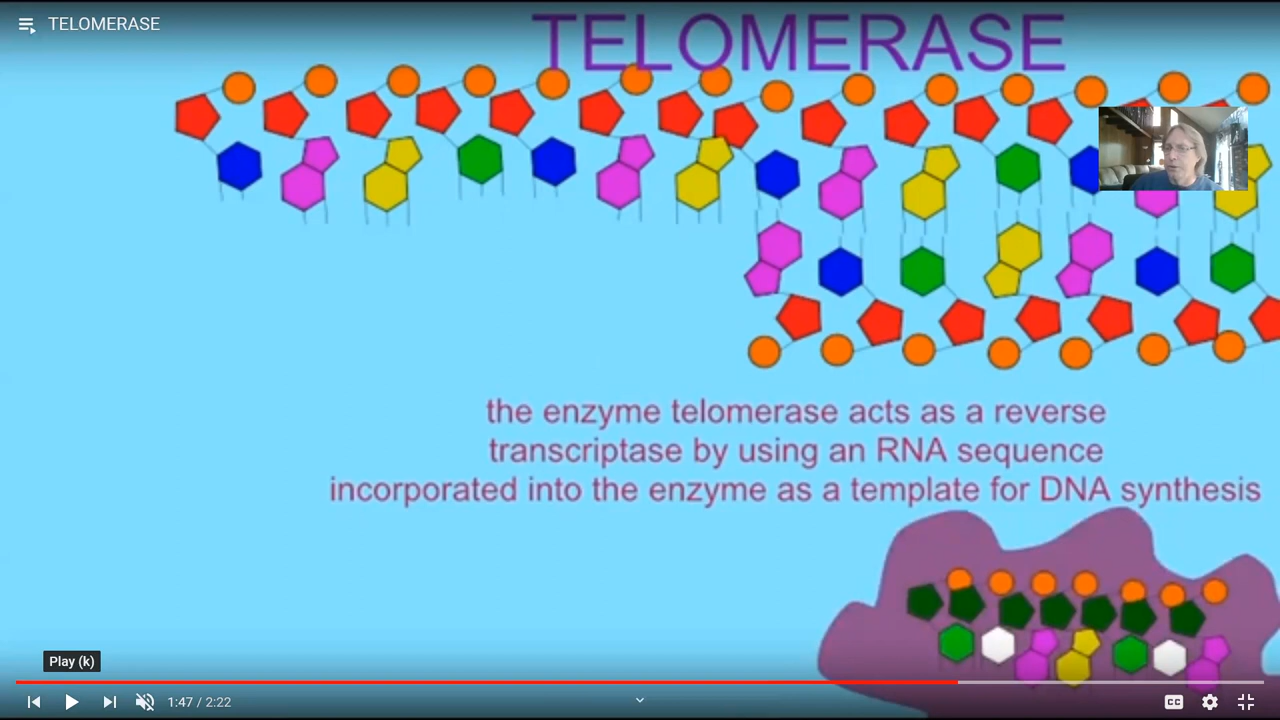 TELOMERASE
TELOMERASE
the enzyme telomerase acts as a reverse
transcriptase by using an RNA sequence
incorporated into the enzyme as a template for DNA synthesis
Play (k)
1:47 / 2:22
CC